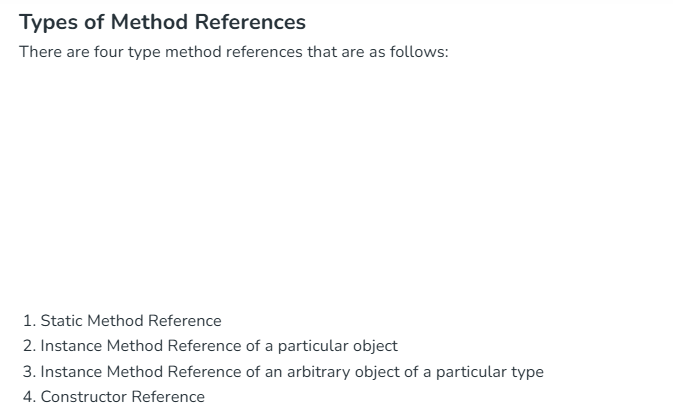 Types of Method References
There are four type method references that are as follows:
1. Static Method Reference
2. Instance Method Reference of a particular object
3. Instance Method Reference of an arbitrary object of a particular type
4. Constructor Reference